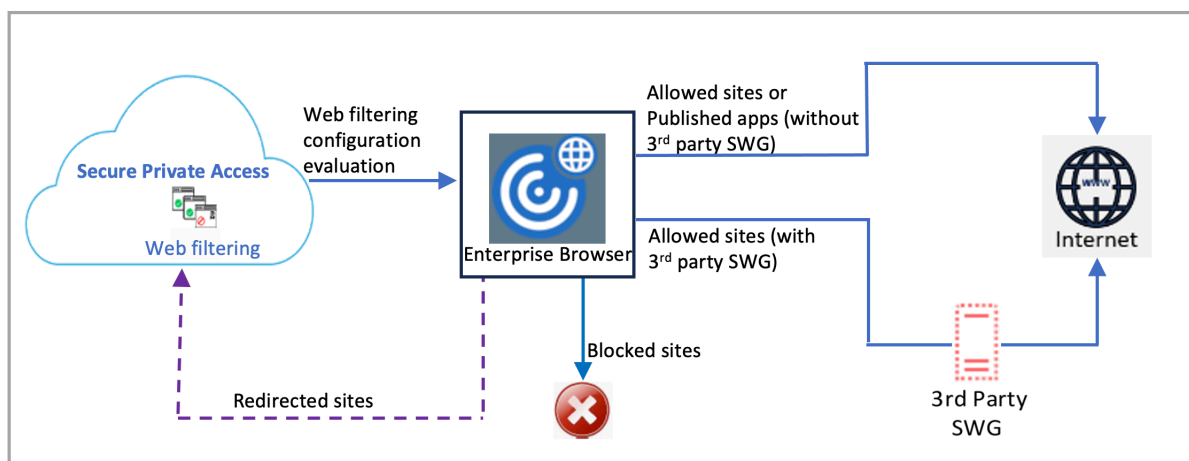 Secure Private Access
Web filtering
Web filtering
configuration
evaluation
Enterprise Browser
Allowed sites or
Published apps (without
3rd party SWG)
Allowed sites (with
3rd party SWG)
www
Internet
Blocked sites
Redirected sites
3rd Party
SWG